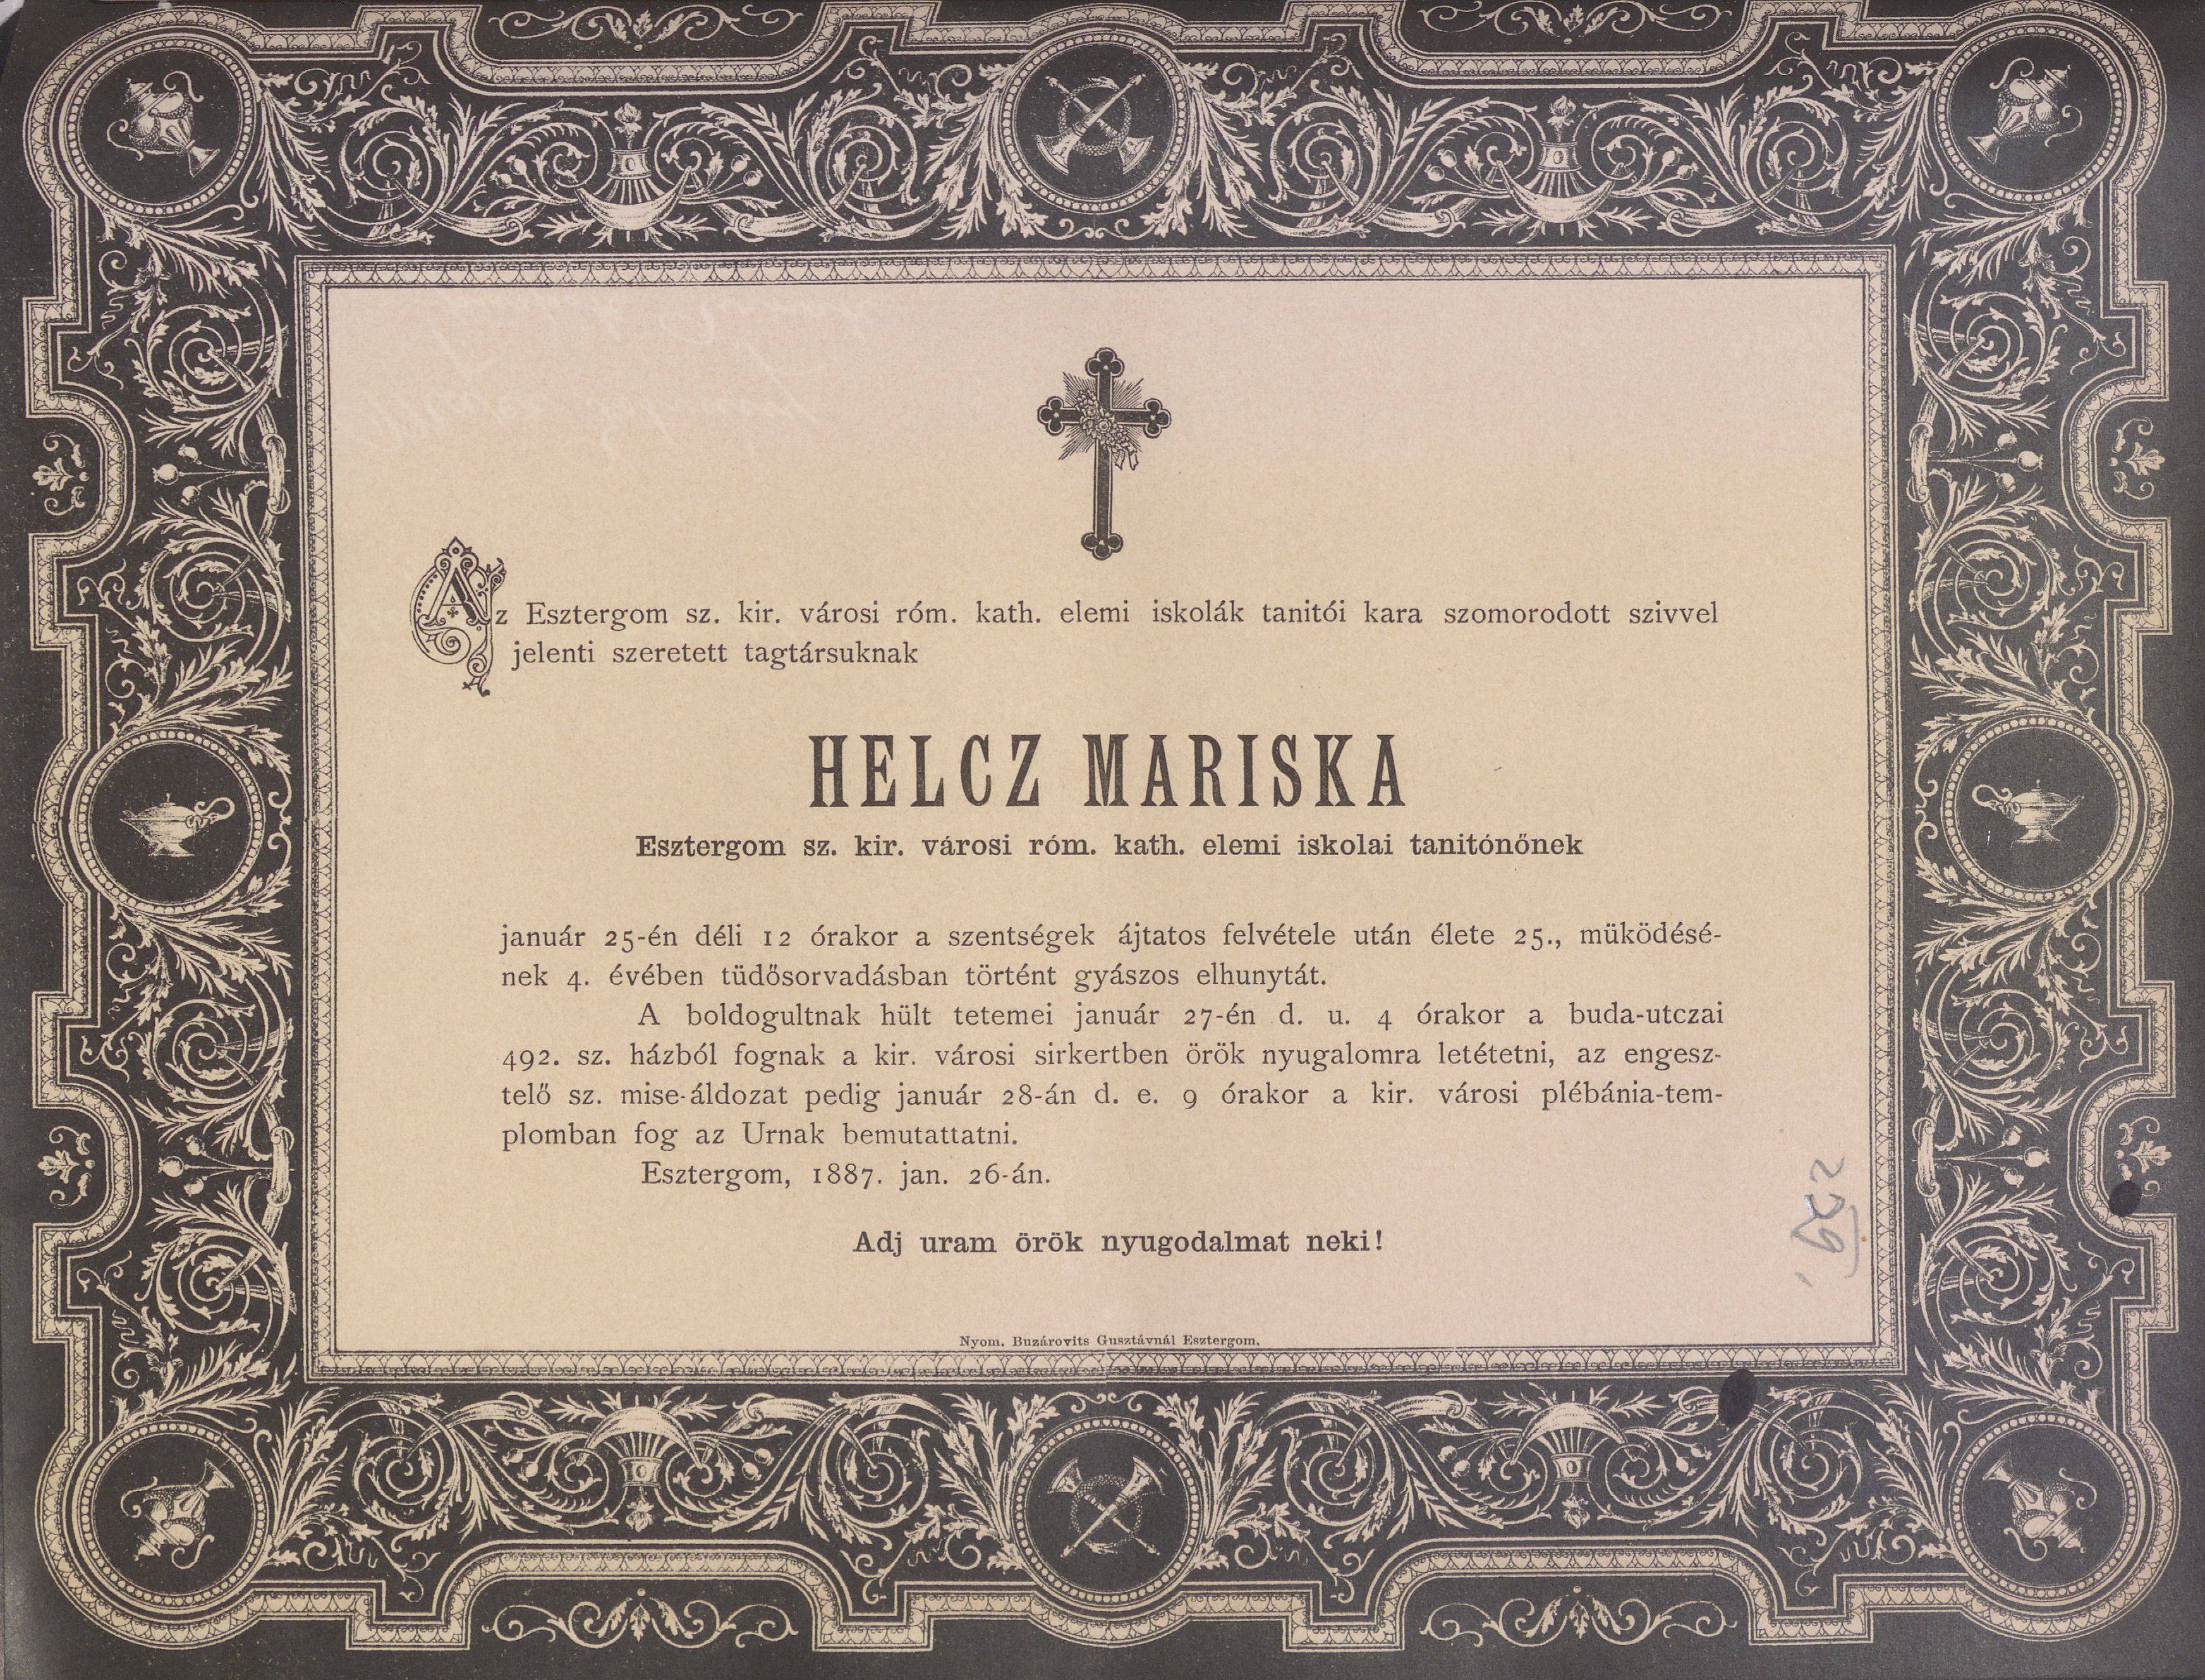 Az Esztergom sz. kir. városi róm. kath. elemi iskolák tanitói kara szomorodott szivvel
jelenti szeretett tagtársuknak
HELCZ MARISKA
Esztergom sz. kir. városi róm. kath. elemi iskolai tanitónőnek
január 25-én déli 12 órakor a szentségek ájtatos felvétele után élete 25., müködésé-
nek 4. évében tüdősorvadásban történt gyászos elhunytát.
A boldogultnak hült tetemei január 27-én d. u. 4 órakor a buda-utczai
492. sz. házból fognak a kir. városi sirkertben örök nyugalomra letétetni, az engesz-
telő sz. mise-áldozat pedig január 28-án d. e. 9 órakor a kir. városi plébánia-tem-
plomban fog az Urnak bemutattatni.
Esztergom, 1887. jan. 26-án.
Adj uram örök nyugodalmat neki!
Nyom. Buzárovits Gusztávnál Esztergom.